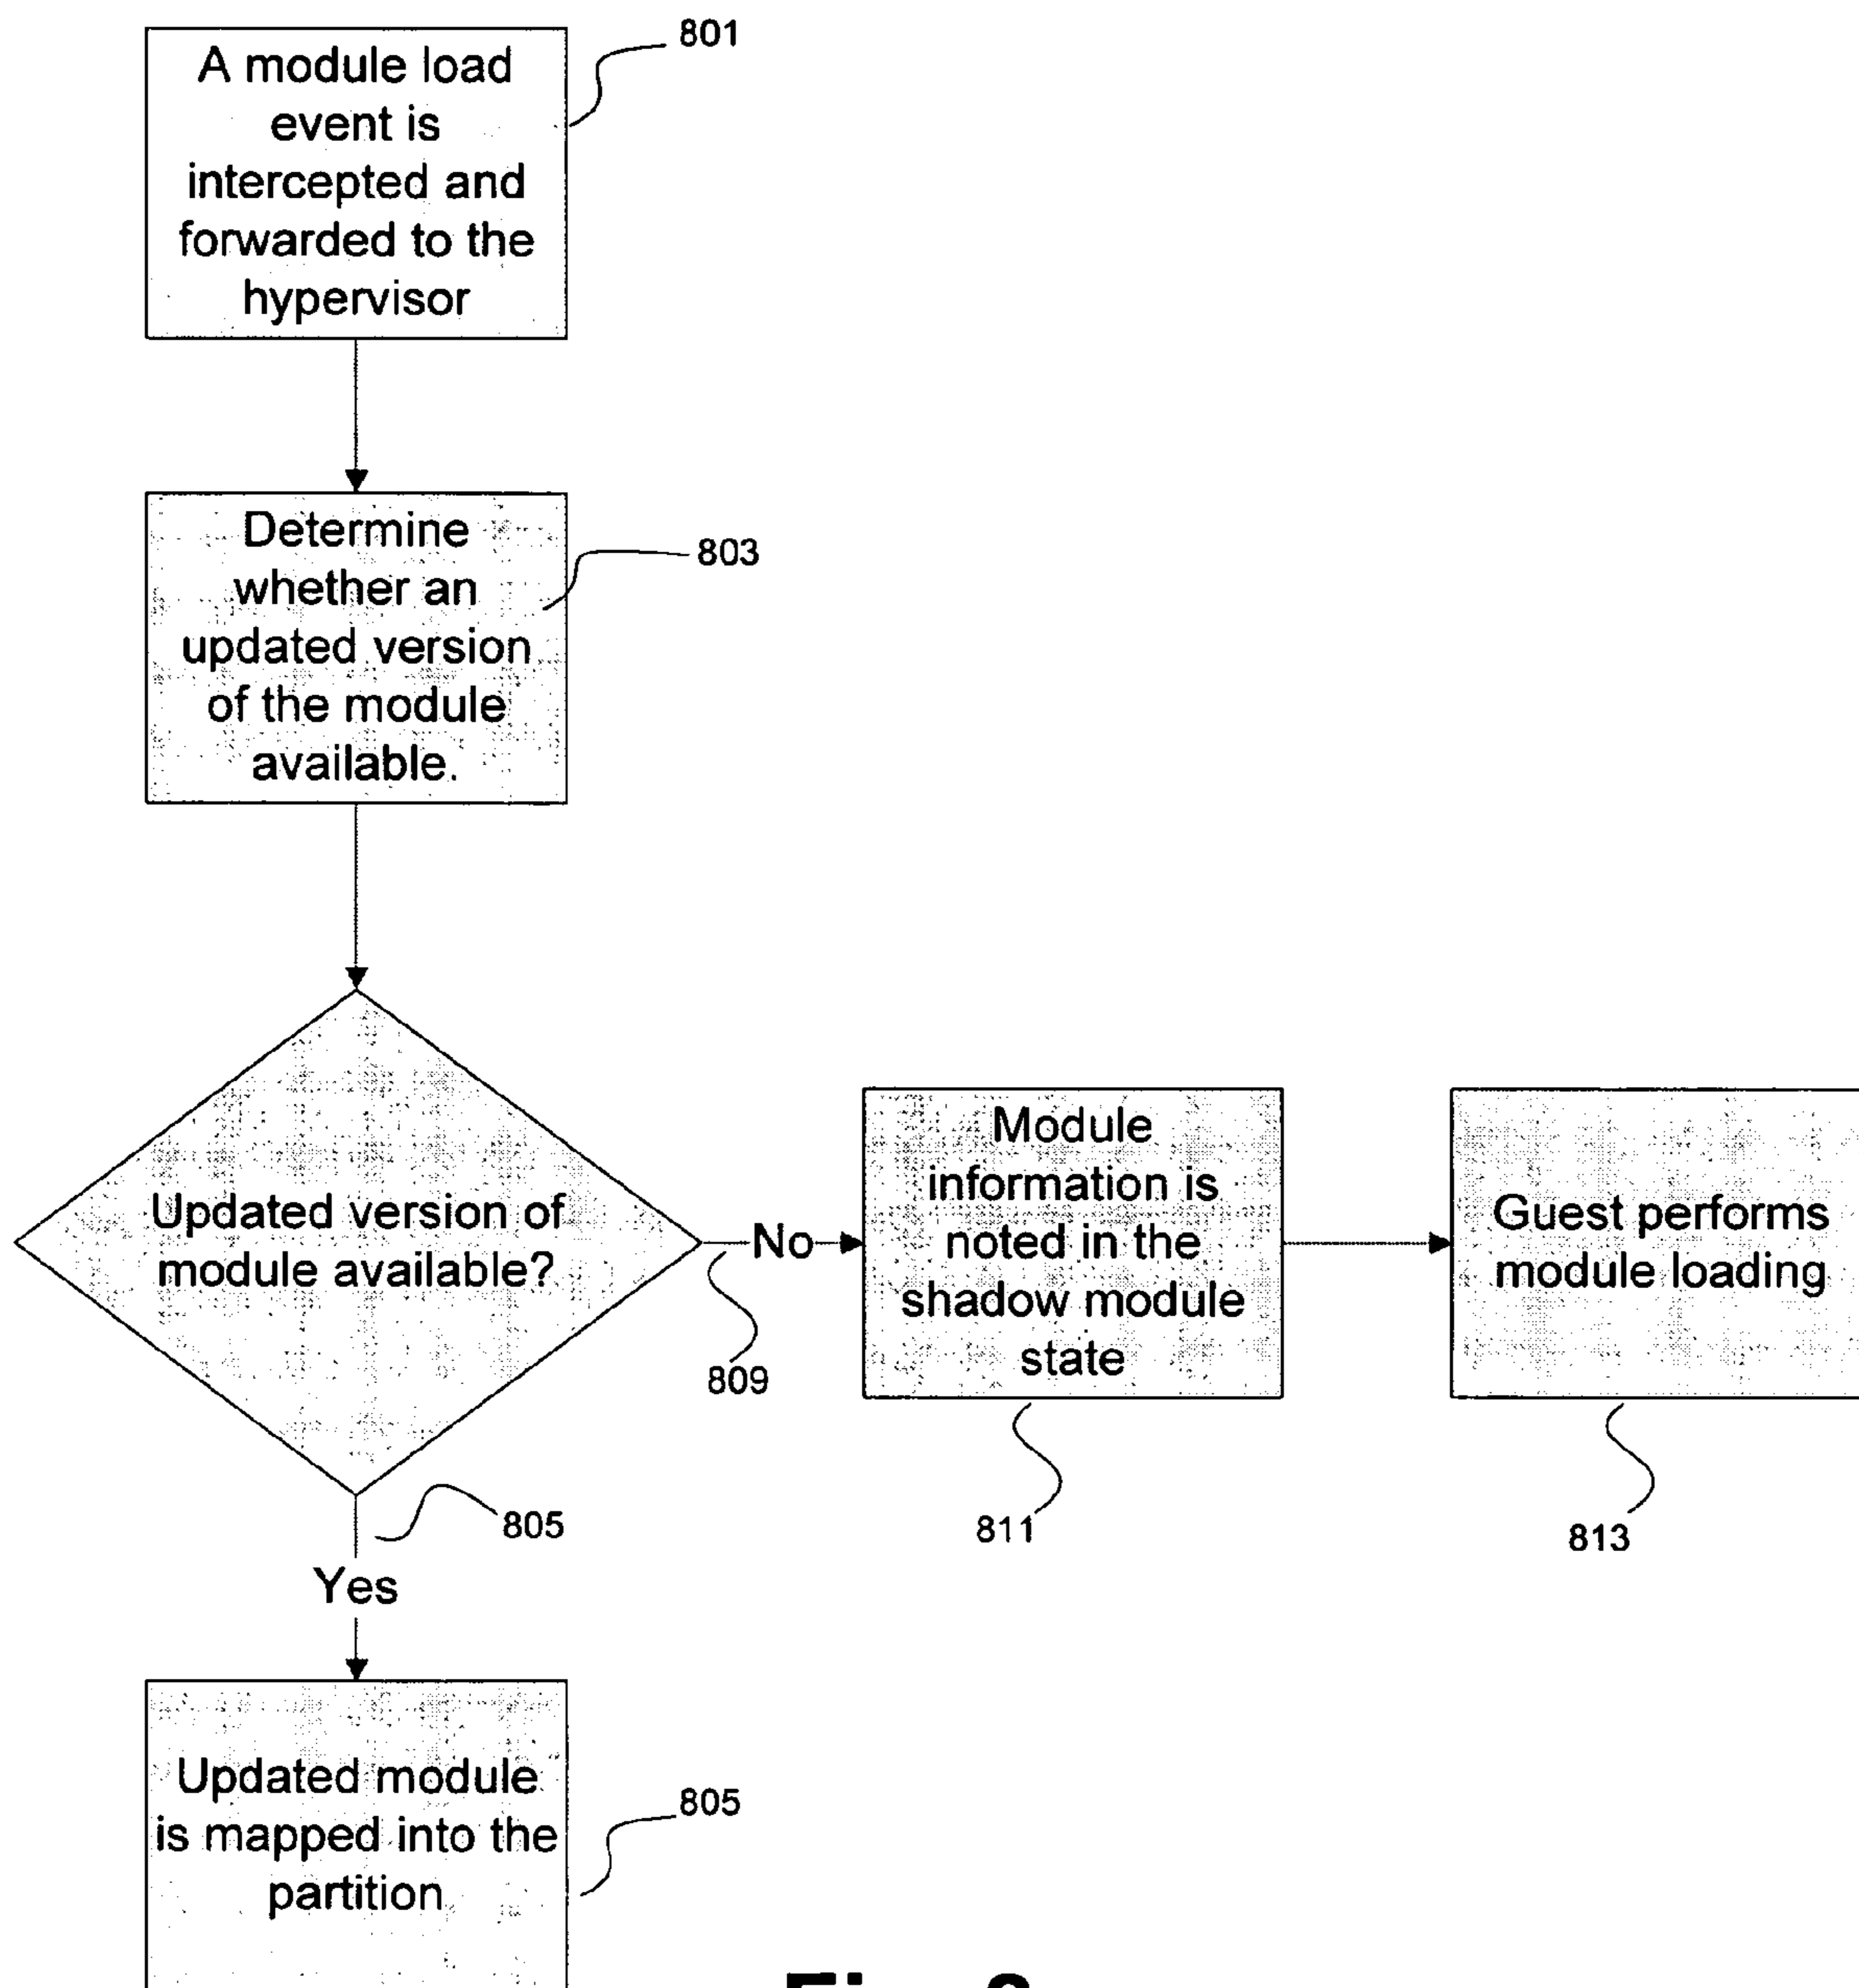 A module load
event is
intercepted and
forwarded to the
hypervisor
801
Determine
whether an
updated version
of the module
available.
803
Updated version of
module available?
No
809
Module
information is
noted in the
shadow module
state
811
Guest performs
module loading
813
805
Yes
Updated module
is mapped into the
partition
805